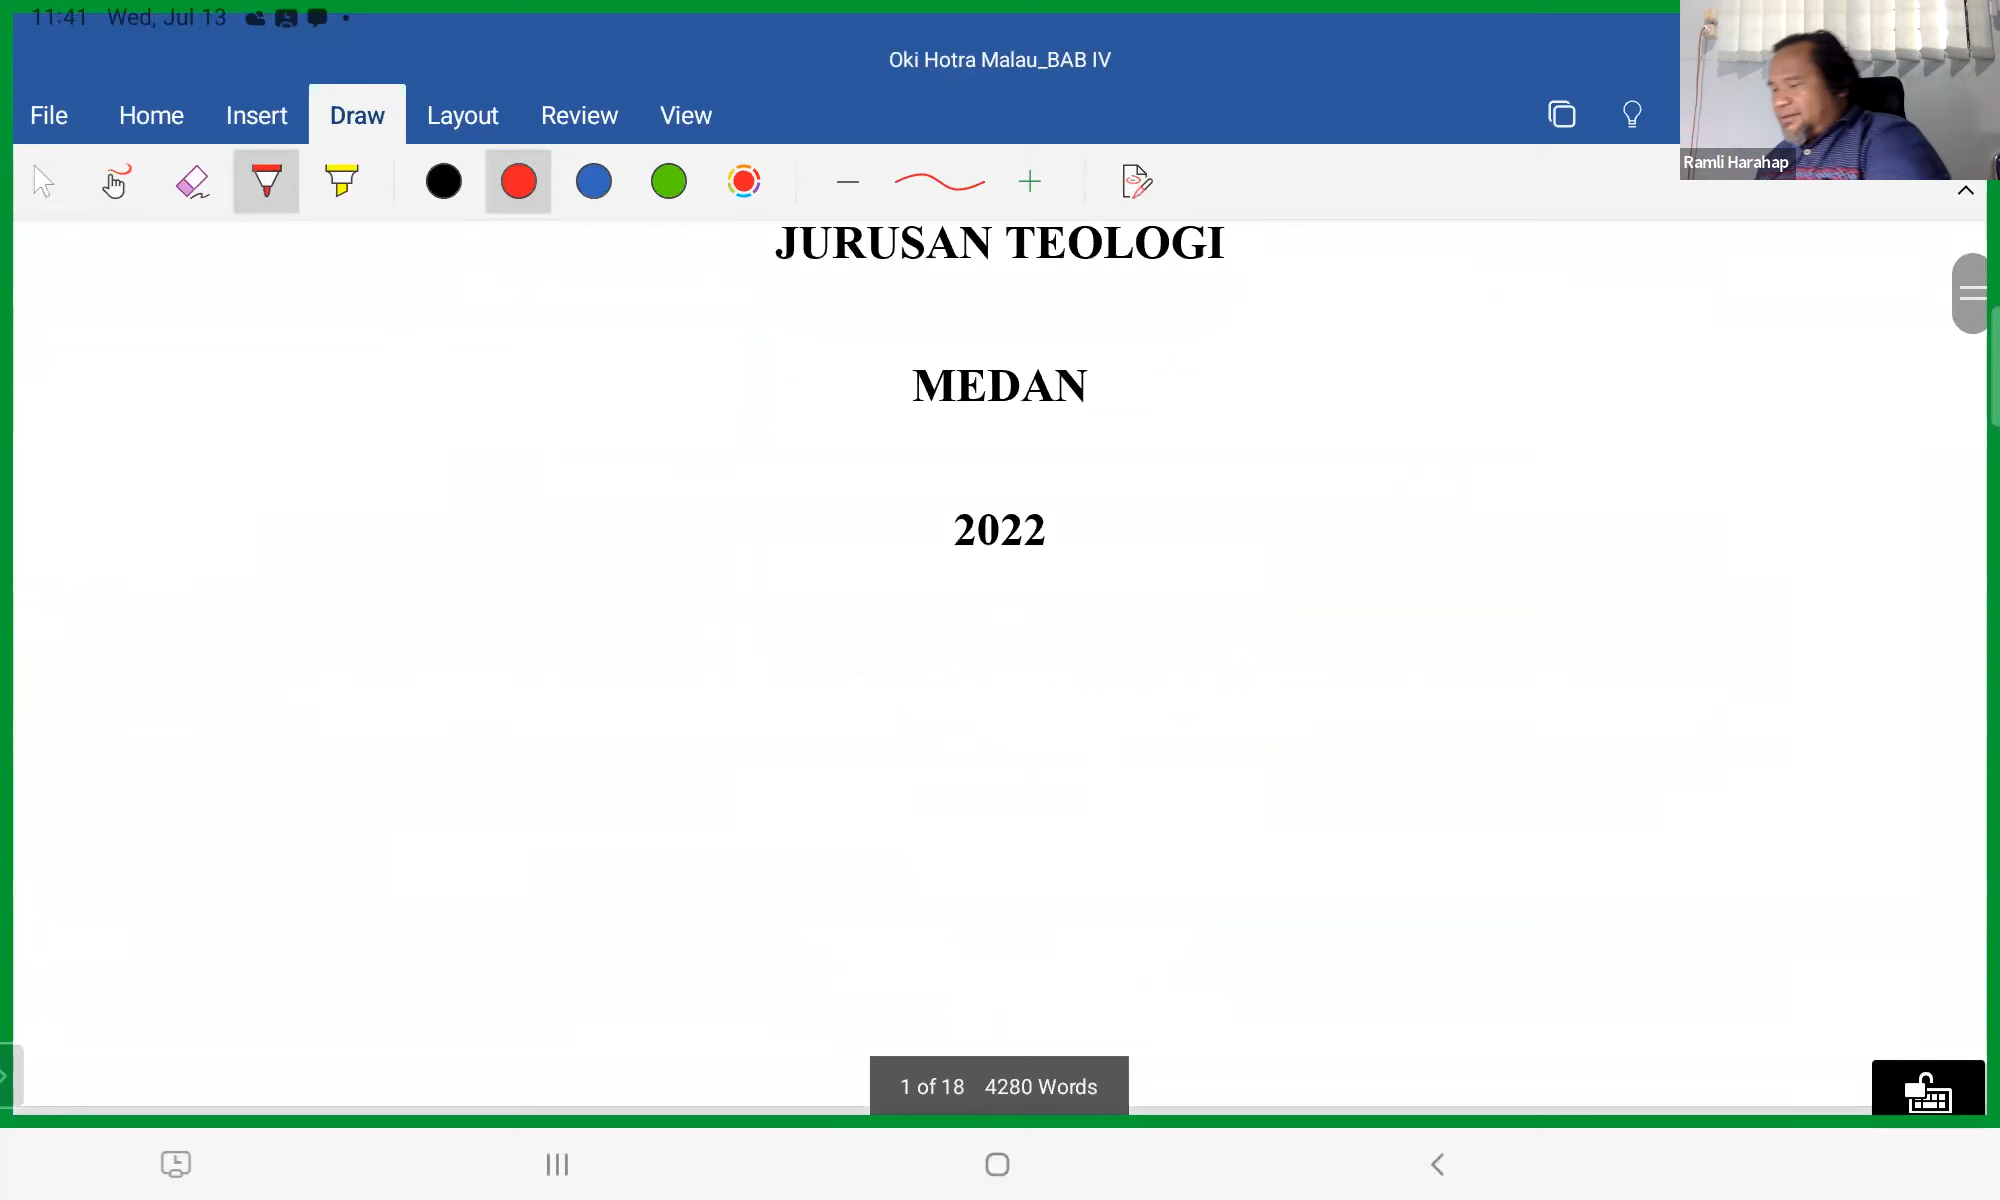 11:41 Wed, Jul 13
Oki Hotra Malau_BAB IV
File Home Insert Draw Layout Review View
Ramli Harahap
JURUSAN TEOLOGI
MEDAN
2022
1 of 18 4280 Words